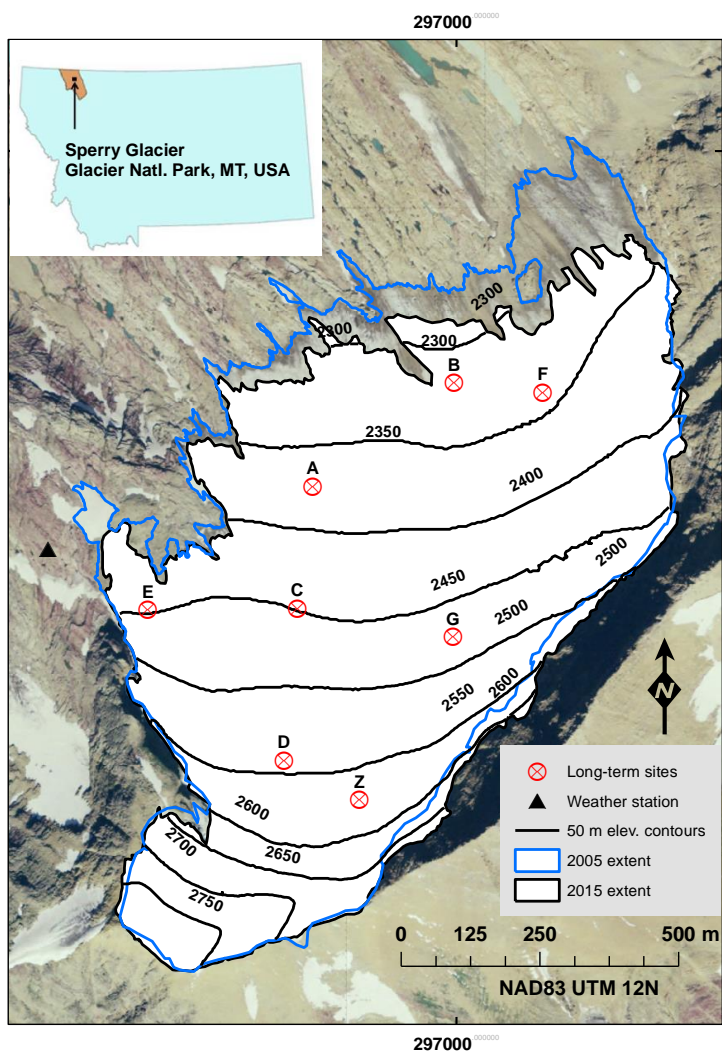 297000 000000
Sperry Glacier
Glacier Natl. Park, MT, USA
2300
2300
2300
B
F
2350
A
2400
2500
E
C
2450
G
2500
2550
2600
N
D
Z
2600
2650
2700
2750
Long-term sites
Weather station
50 m elev. contours
2005 extent
2015 extent
0 125 250 500 m
NAD83 UTM 12N
297000 000000